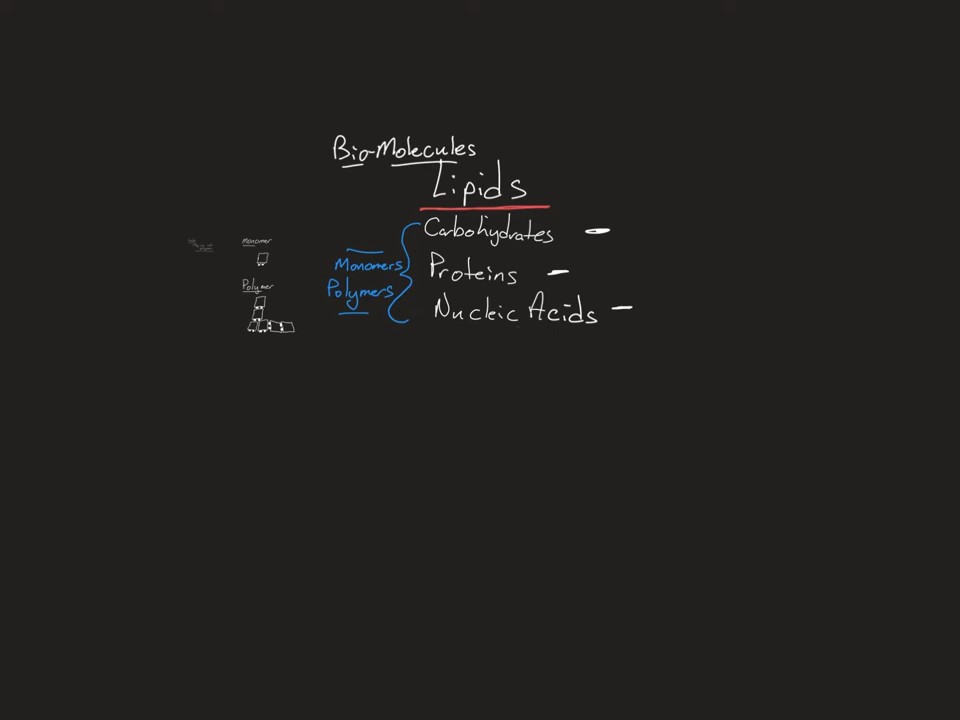 Bio-Molecules
Lipids
Carbohydrates
Proteins
Nucleic Acids
Monomers
Polymers
Monomer
Polymer